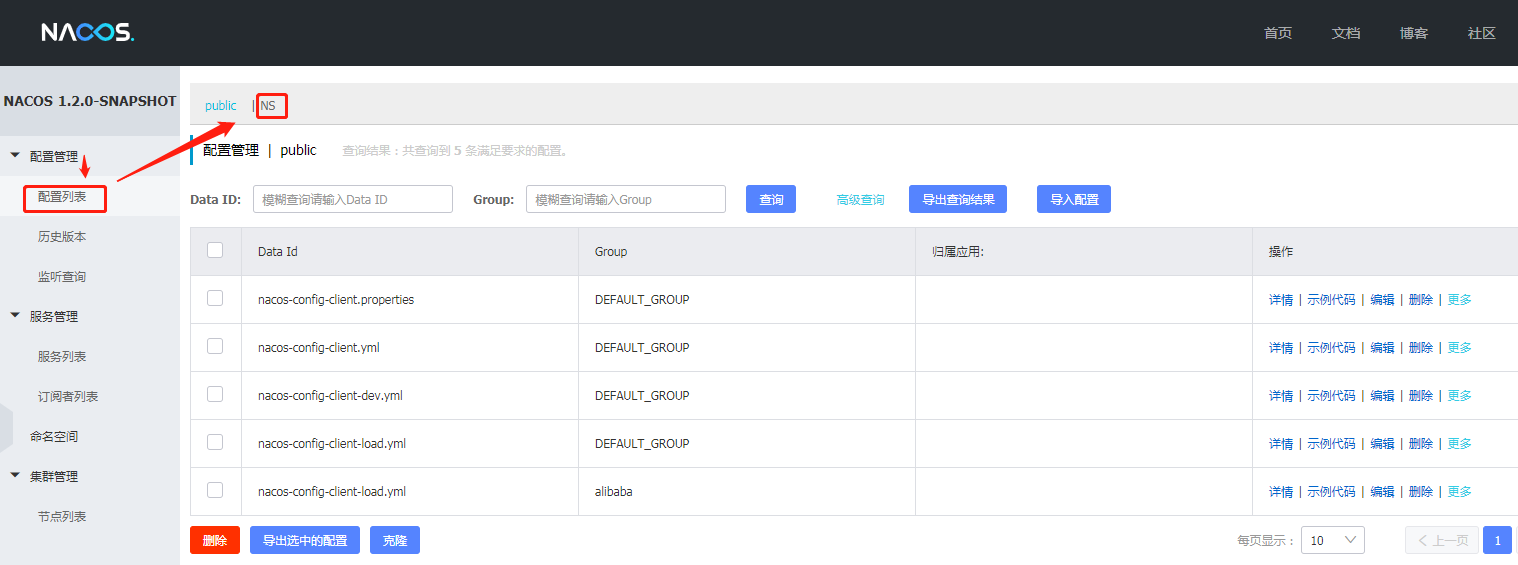 NACOS.
首页 文档 博客 社区
NACOS 1.2.0-SNAPSHOT
配置管理
配置列表
历史版本
监听查询
服务管理
服务列表
订阅者列表
命名空间
集群管理
节点列表
public | NS
配置管理 | public 查询结果：共查询到 5 条满足要求的配置。
Data ID: 模糊查询请输入Data ID Group: 模糊查询请输入Group 查询 高级查询 导出查询结果 导入配置
Data Id Group 归属应用: 操作
nacos-config-client.properties DEFAULT_GROUP 详情 | 示例代码 | 编辑 | 删除 | 更多
nacos-config-client.yml DEFAULT_GROUP 详情 | 示例代码 | 编辑 | 删除 | 更多
nacos-config-client-dev.yml DEFAULT_GROUP 详情 | 示例代码 | 编辑 | 删除 | 更多
nacos-config-client-load.yml DEFAULT_GROUP 详情 | 示例代码 | 编辑 | 删除 | 更多
nacos-config-client-load.yml alibaba 详情 | 示例代码 | 编辑 | 删除 | 更多
删除 导出选中的配置 克隆 每页显示： 10 上一页 1